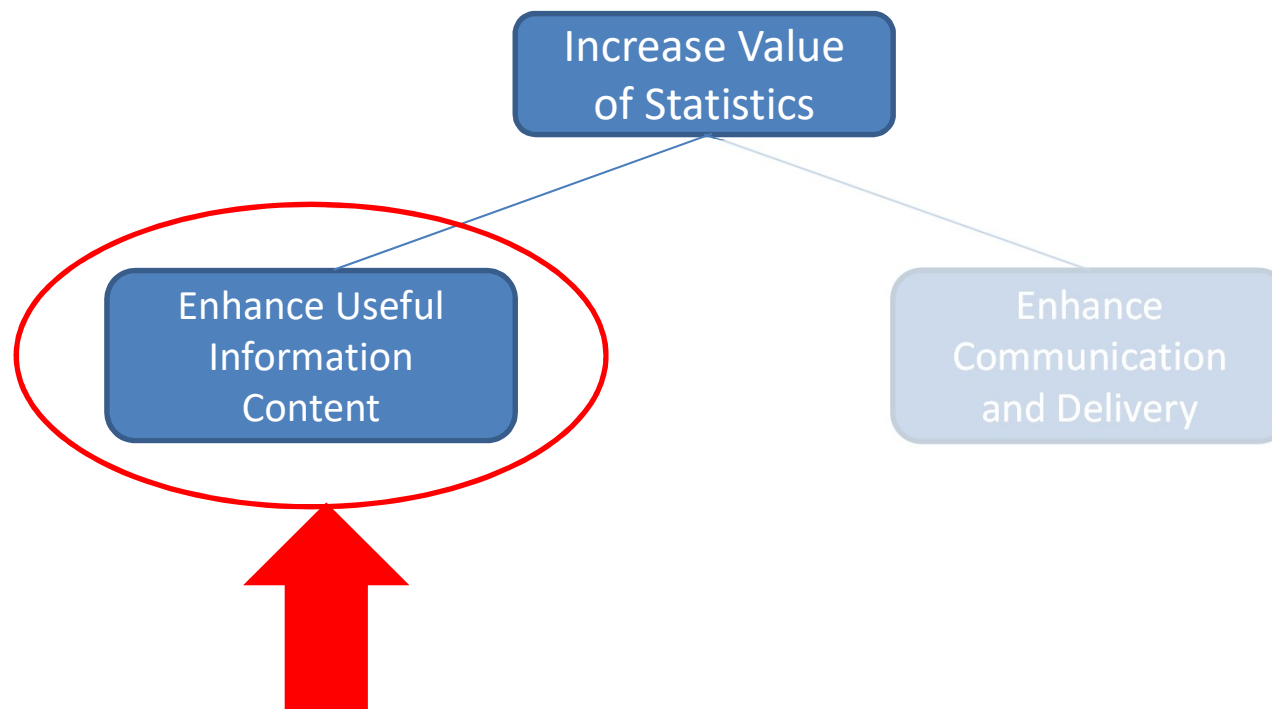 Increase Value
of Statistics
Enhance Useful
Information
Content
Enhance
Communication
and Delivery